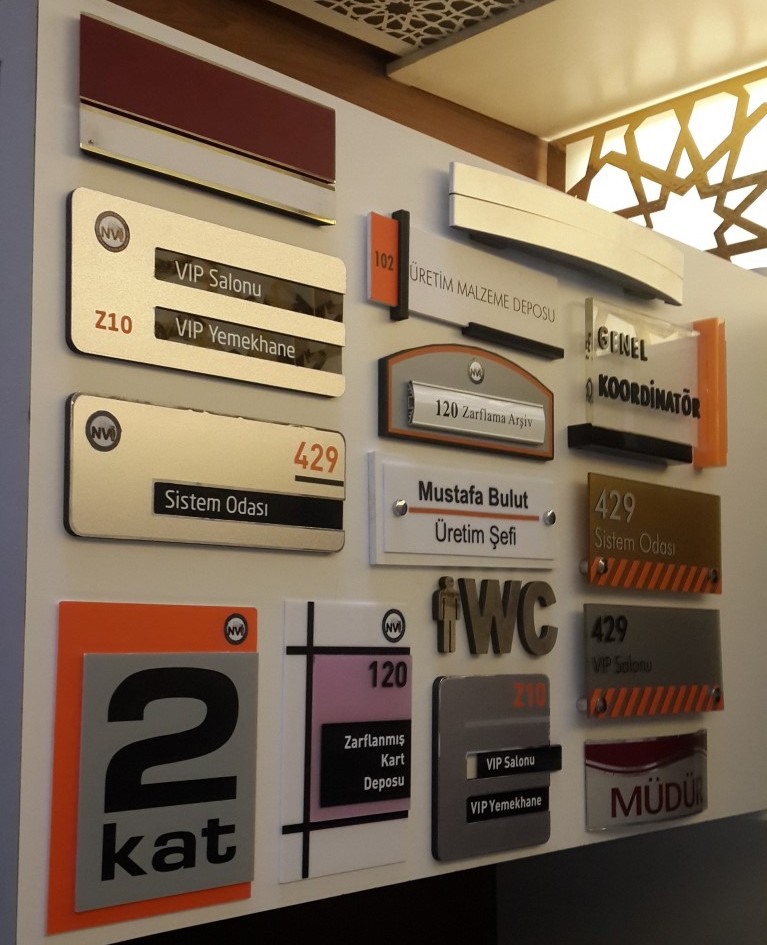 NVI
VIP Salonu
Z10
VIP Yemekhane
NVI
429
Sistem Odası
NVI
2
kat
102
ÜRETİM MALZEME DEPOSU
NVI
120 Zarflama Arşiv
Mustafa Bulut
Üretim Şefi
WC
NVI
120
Zarflanmış
Kart
Deposu
Z10
VIP Salonu
VIP Yemekhane
GENEL
KOORDİNATÖR
429
Sistem Odası
429
VIP Salonu
MÜDÜR